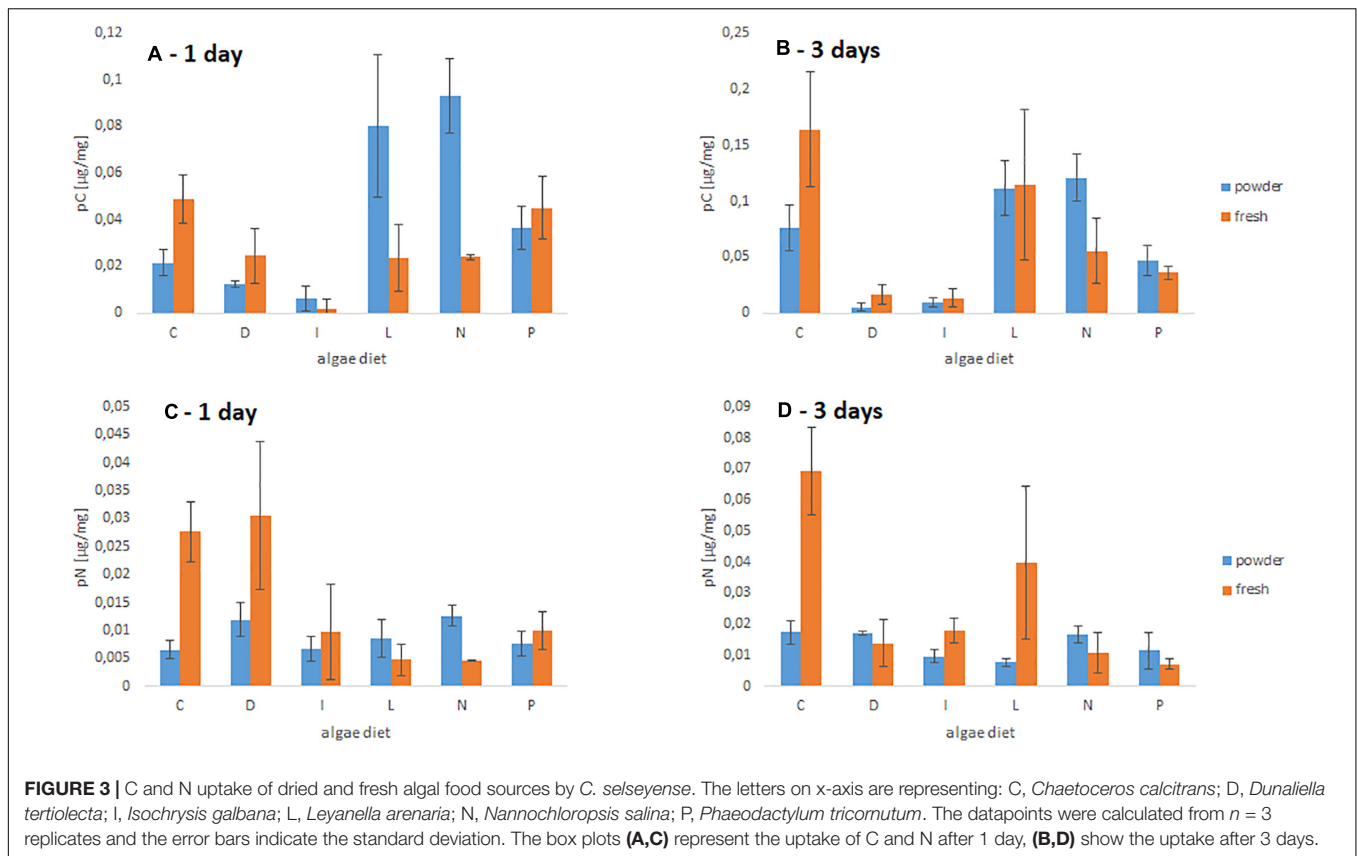 A - 1 day
0,12
0,1
0,08
0,06
0,04
0,02
0
pC [µg/mg]
C D I L N P
algae diet
B - 3 days
0,25
0,2
0,15
0,1
0,05
0
pC [µg/mg]
C D I L N P
algae diet
powder
fresh
C - 1 day
0,05
0,045
0,04
0,035
0,03
0,025
0,02
0,015
0,01
0,005
0
pN [µg/mg]
C D I L N P
algae diet
D - 3 days
0,09
0,08
0,07
0,06
0,05
0,04
0,03
0,02
0,01
0
pN [µg/mg]
C D I L N P
algae diet
powder
fresh
FIGURE 3 | C and N uptake of dried and fresh algal food sources by C. selseyense. The letters on x-axis are representing: C, Chaetoceros calcitrans; D, Dunaliella
tertiolecta; I, Isochrysis galbana; L, Leyanella arenaria; N, Nannochloropsis salina; P, Phaeodactylum tricornutum. The datapoints were calculated from n = 3
replicates and the error bars indicate the standard deviation. The box plots (A,C) represent the uptake of C and N after 1 day, (B,D) show the uptake after 3 days.